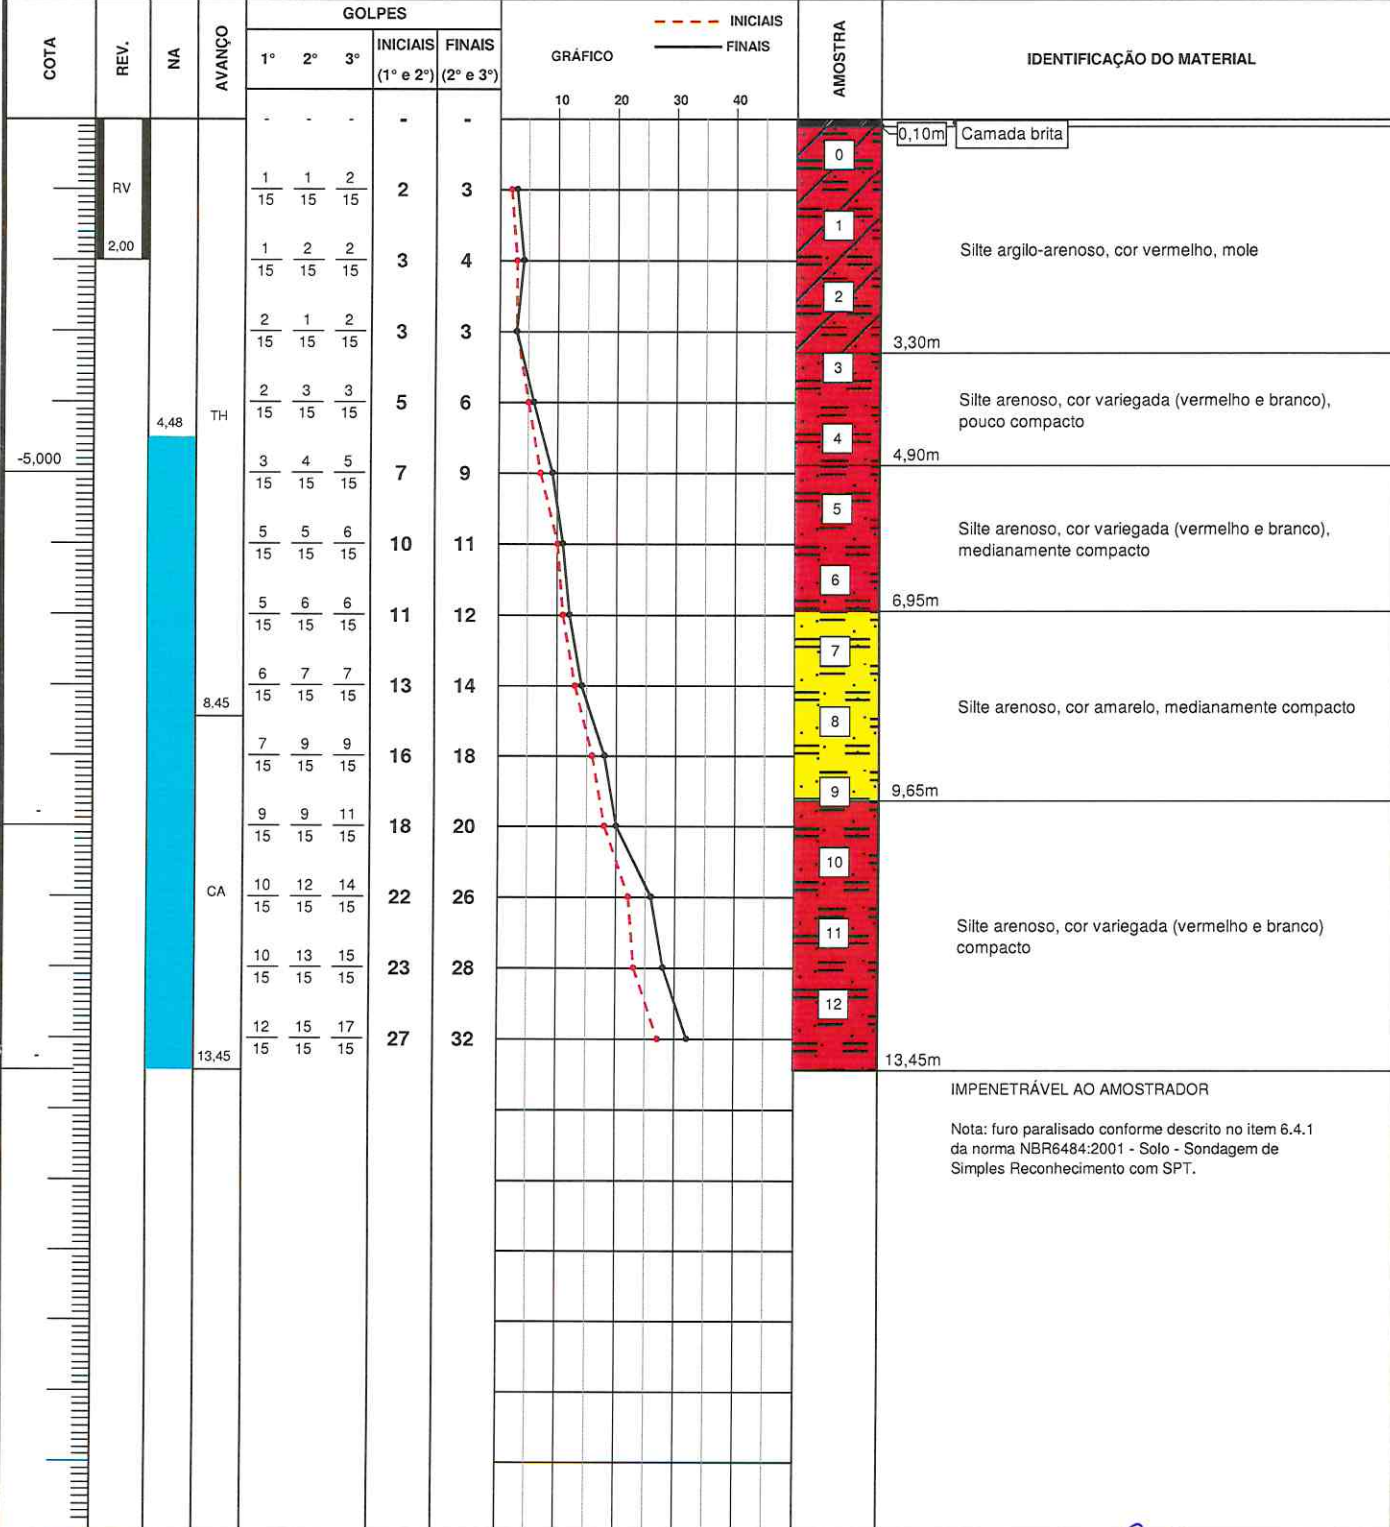 COTA
REV.
NA
AVANÇO
GOLPES
1° 2° 3°
INICIAIS
(1° e 2°)
FINAIS
(2° e 3°)
GRÁFICO
INICIAIS
FINAIS
10 20 30 40
AMOSTRA
IDENTIFICAÇÃO DO MATERIAL
- - - - -
0,10m Camada brita
0
RV
1/15 1/15 2/15 2 3
1
2,00
1/15 2/15 2/15 3 4
Silte argilo-arenoso, cor vermelho, mole
2
2/15 1/15 2/15 3 3
3,30m
3
2/15 3/15 3/15 5 6
Silte arenoso, cor variegada (vermelho e branco),
pouco compacto
TH
4,48
4
4,90m
-5,000
3/15 4/15 5/15 7 9
5
Silte arenoso, cor variegada (vermelho e branco),
medianamente compacto
5/15 5/15 6/15 10 11
6
6,95m
5/15 6/15 6/15 11 12
7
6/15 7/15 7/15 13 14
8,45
8
Silte arenoso, cor amarelo, medianamente compacto
7/15 9/15 9/15 16 18
9
9,65m
-
9/15 9/15 11/15 18 20
10
CA
10/15 12/15 14/15 22 26
11
Silte arenoso, cor variegada (vermelho e branco)
compacto
10/15 13/15 15/15 23 28
12
12/15 15/15 17/15 27 32
-
13,45
13,45m
IMPENETRÁVEL AO AMOSTRADOR
Nota: furo paralisado conforme descrito no item 6.4.1
da norma NBR6484:2001 - Solo - Sondagem de
Simples Reconhecimento com SPT.